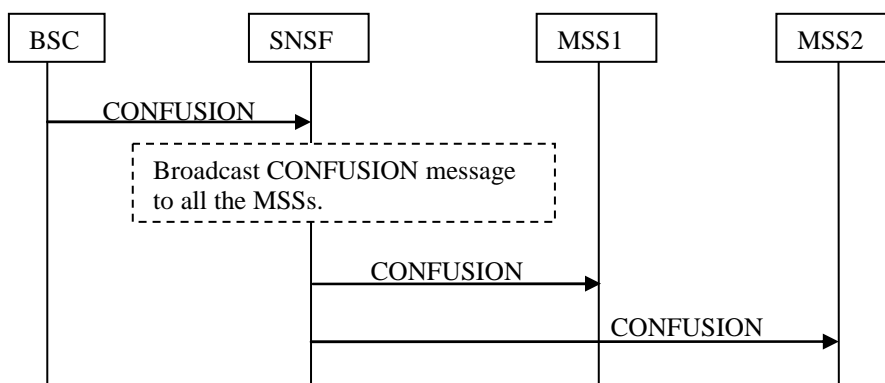 BSC
SNSF
MSS1
MSS2
CONFUSION
Broadcast CONFUSION message
to all the MSSs.
CONFUSION
CONFUSION